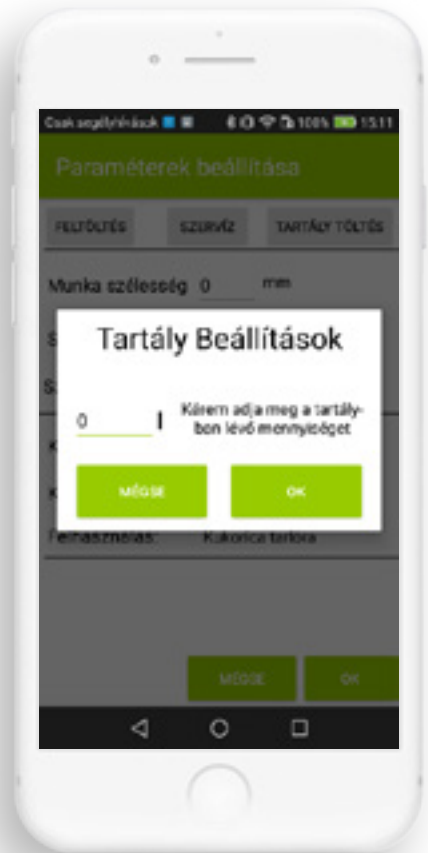 Csak segélyhívások 100% 15:11
Paraméterek beállítása
FELTÖLTÉS SZERVÍZ TARTÁLY TÖLTÉS
Munka szélesség 0 mm
S
Tartály Beállítások
S
0 l Kérem adja meg a tartály-
ban lévő mennyiséget
K
MÉGSE OK
K
Felhasználás: Kukorica tarlóra
MÉGSE OK